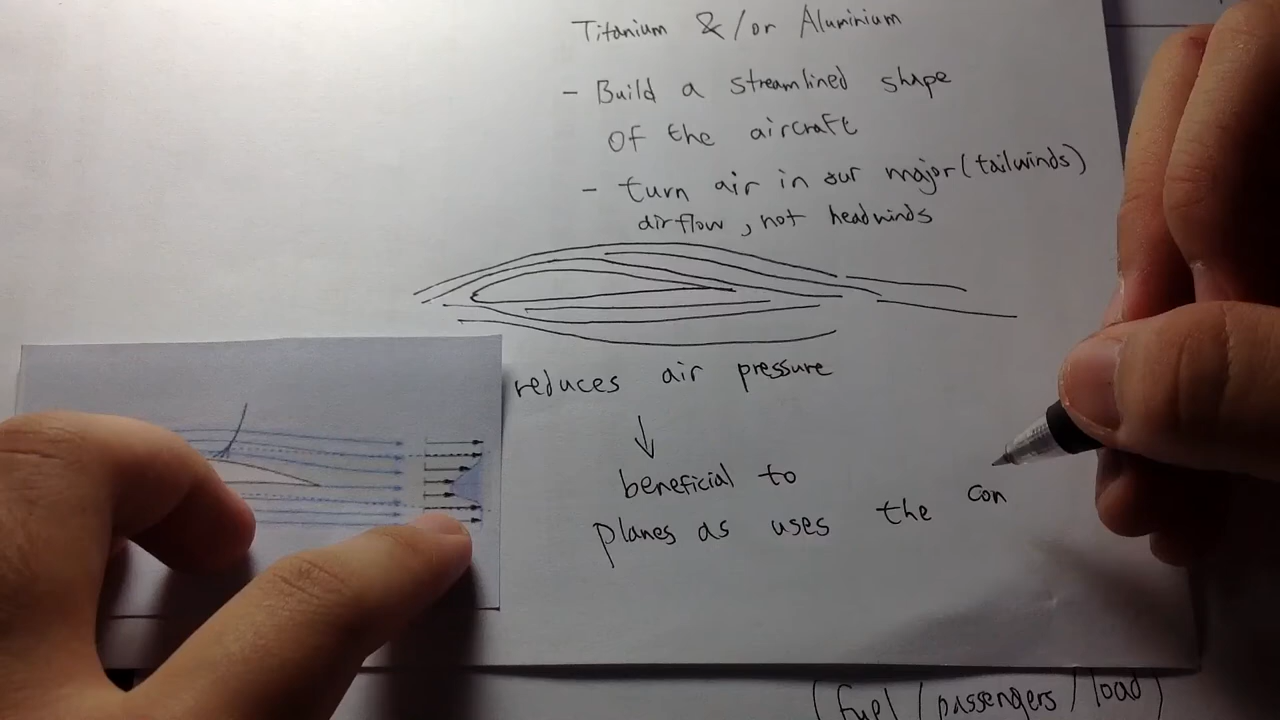 Titanium & /or Aluminium
- Build a streamlined shape
of the aircraft
- turn air in our major (tailwinds)
airflow, not headwinds
reduces air pressure
↓
beneficial to
planes as uses the con
(fuel / passengers / load)